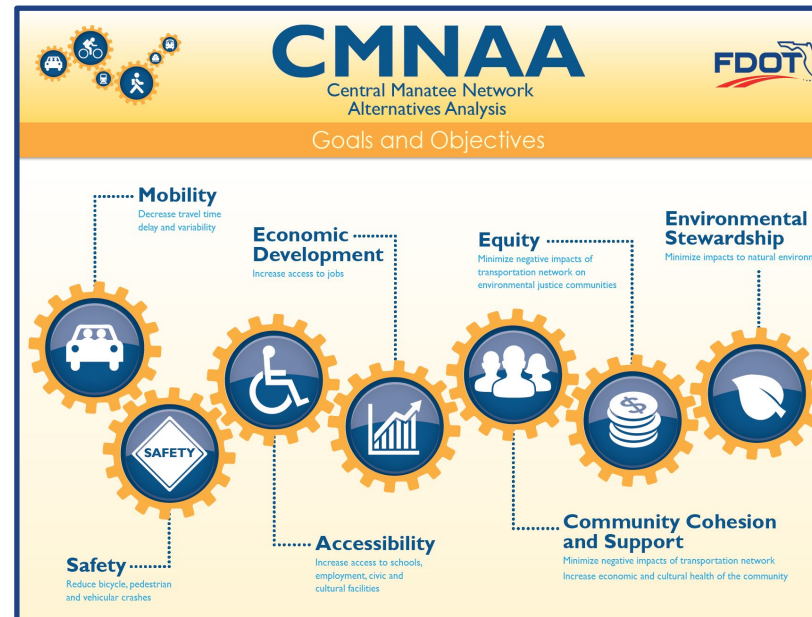 CMNAA
Central Manatee Network
Alternatives Analysis
FDOT
Goals and Objectives
Mobility
Decrease travel time
delay and variability
Economic
Development
Increase access to jobs
Equity
Minimize negative impacts of
transportation network on
environmental justice communities
Environmental
Stewardship
Minimize impacts to natural
SAFETY
$
Safety
Reduce bicycle, pedestrian
and vehicular crashes
Accessibility
Increase access to schools,
employment, civic and
cultural facilities
Community Cohesion
and Support
Minimize negative impacts of transportation network
Increase economic and cultural health of the community